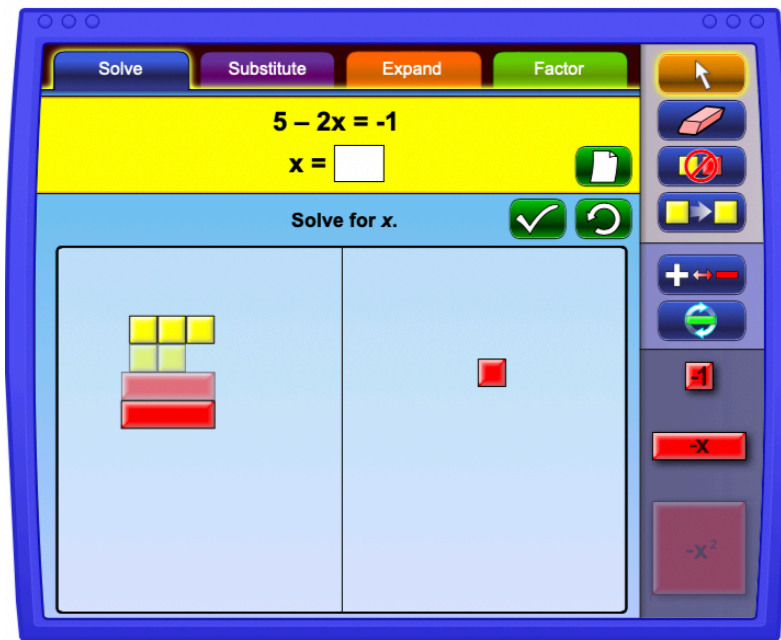 Solve Substitute Expand Factor
5 – 2x = -1
x =
Solve for x.
-1
-x
-x²